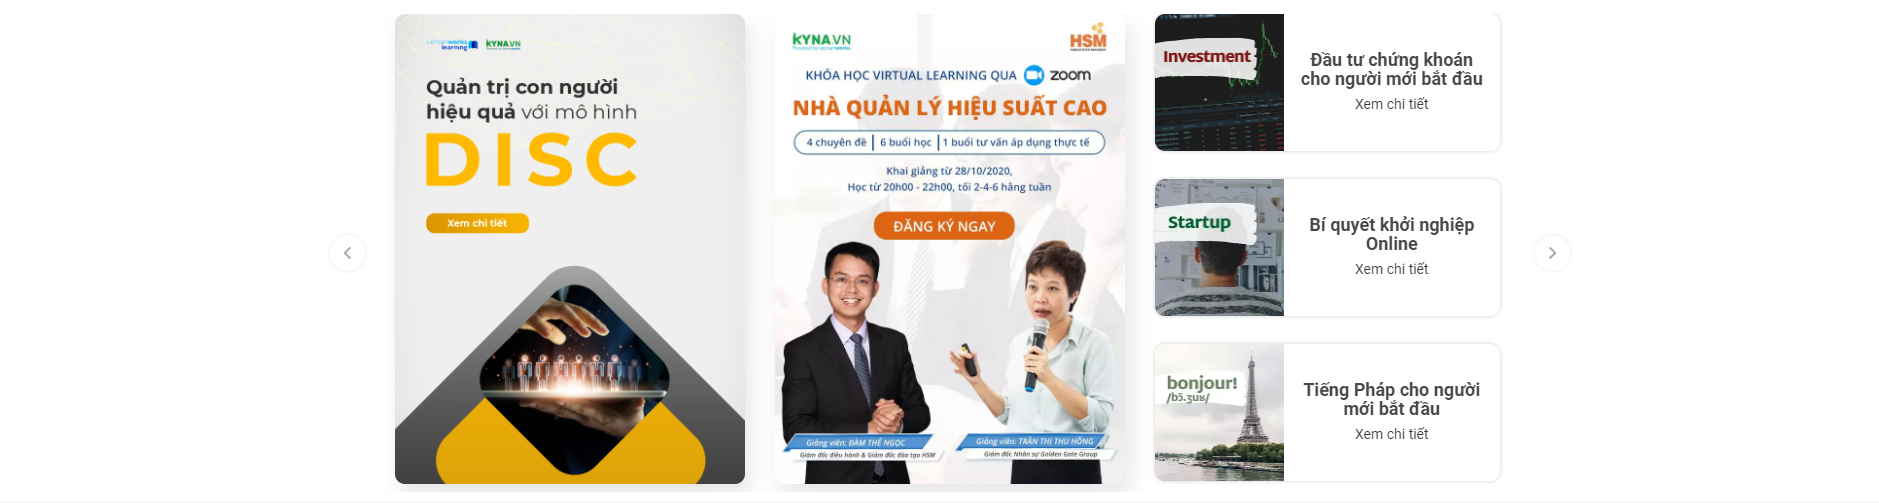 vietnamworks
learning
KYNA.VN
Quản trị con người
hiệu quả với mô hình
DISC
Xem chi tiết
KYNA.VN
Powered by vietnamworks
HSM
KHÓA HỌC VIRTUAL LEARNING QUA zoom
NHÀ QUẢN LÝ HIỆU SUẤT CAO
4 chuyên đề | 6 buổi học | 1 buổi tư vấn áp dụng thực tế
Khai giảng từ 28/10/2020,
Học từ 20h00 - 22h00, tối 2-4-6 hằng tuần
ĐĂNG KÝ NGAY
Giảng viên: ĐÀM THẾ NGỌC
Giám đốc điều hành & Giám đốc đào tạo HSM
Giảng viên: TRẦN THỊ THU HỒNG
Giám đốc Nhân sự Golden Gate Group
Investment
Đầu tư chứng khoán
cho người mới bắt đầu
Xem chi tiết
Startup
Bí quyết khởi nghiệp
Online
Xem chi tiết
bonjour!
/bɔ̃.ʒuʁ/
Tiếng Pháp cho người
mới bắt đầu
Xem chi tiết